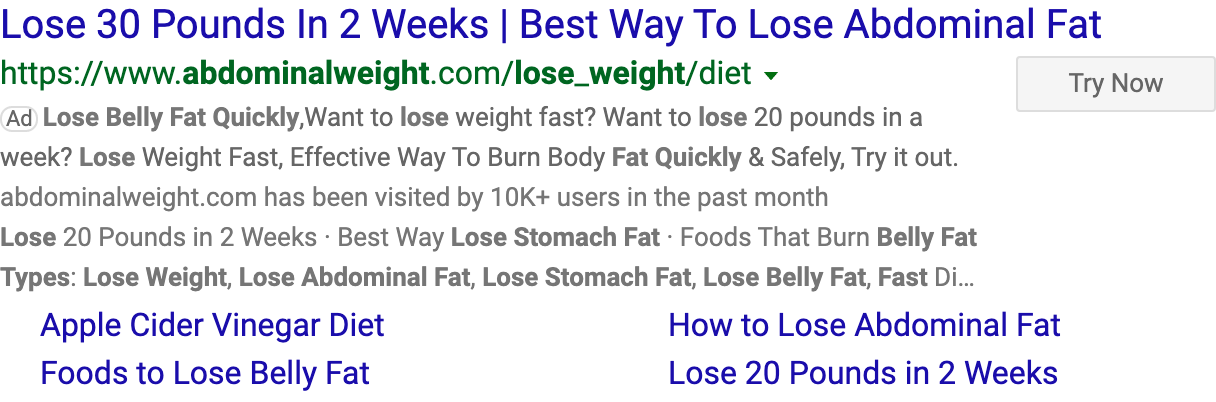 Lose 30 Pounds In 2 Weeks | Best Way To Lose Abdominal Fat
https://www.abdominalweight.com/lose_weight/diet
Try Now
Ad Lose Belly Fat Quickly,Want to lose weight fast? Want to lose 20 pounds in a
week? Lose Weight Fast, Effective Way To Burn Body Fat Quickly & Safely, Try it out.
abdominalweight.com has been visited by 10K+ users in the past month
Lose 20 Pounds in 2 Weeks · Best Way Lose Stomach Fat · Foods That Burn Belly Fat
Types: Lose Weight, Lose Abdominal Fat, Lose Stomach Fat, Lose Belly Fat, Fast Di...
Apple Cider Vinegar Diet
How to Lose Abdominal Fat
Foods to Lose Belly Fat
Lose 20 Pounds in 2 Weeks